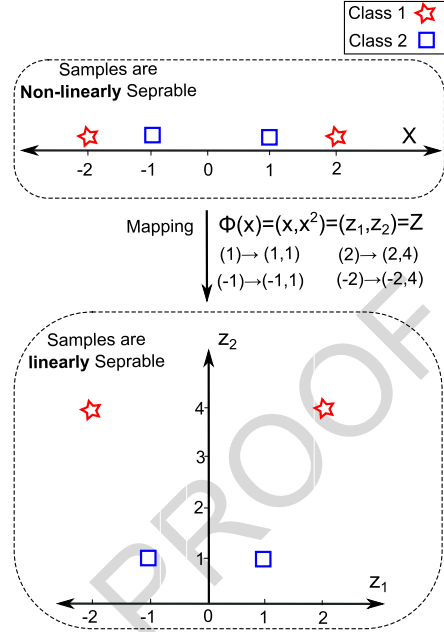 Class 1
Class 2
Samples are
Non-linearly Seprable
X
-2 -1 0 1 2
Mapping
Φ(x)=(x,x²)=(z₁,z₂)=Z
(1)→ (1,1) (2)→ (2,4)
(-1)→(-1,1) (-2)→(-2,4)
Samples are
linearly Seprable
z₂
4
3
2
1
z₁
-2 -1 0 1 2
PROOF